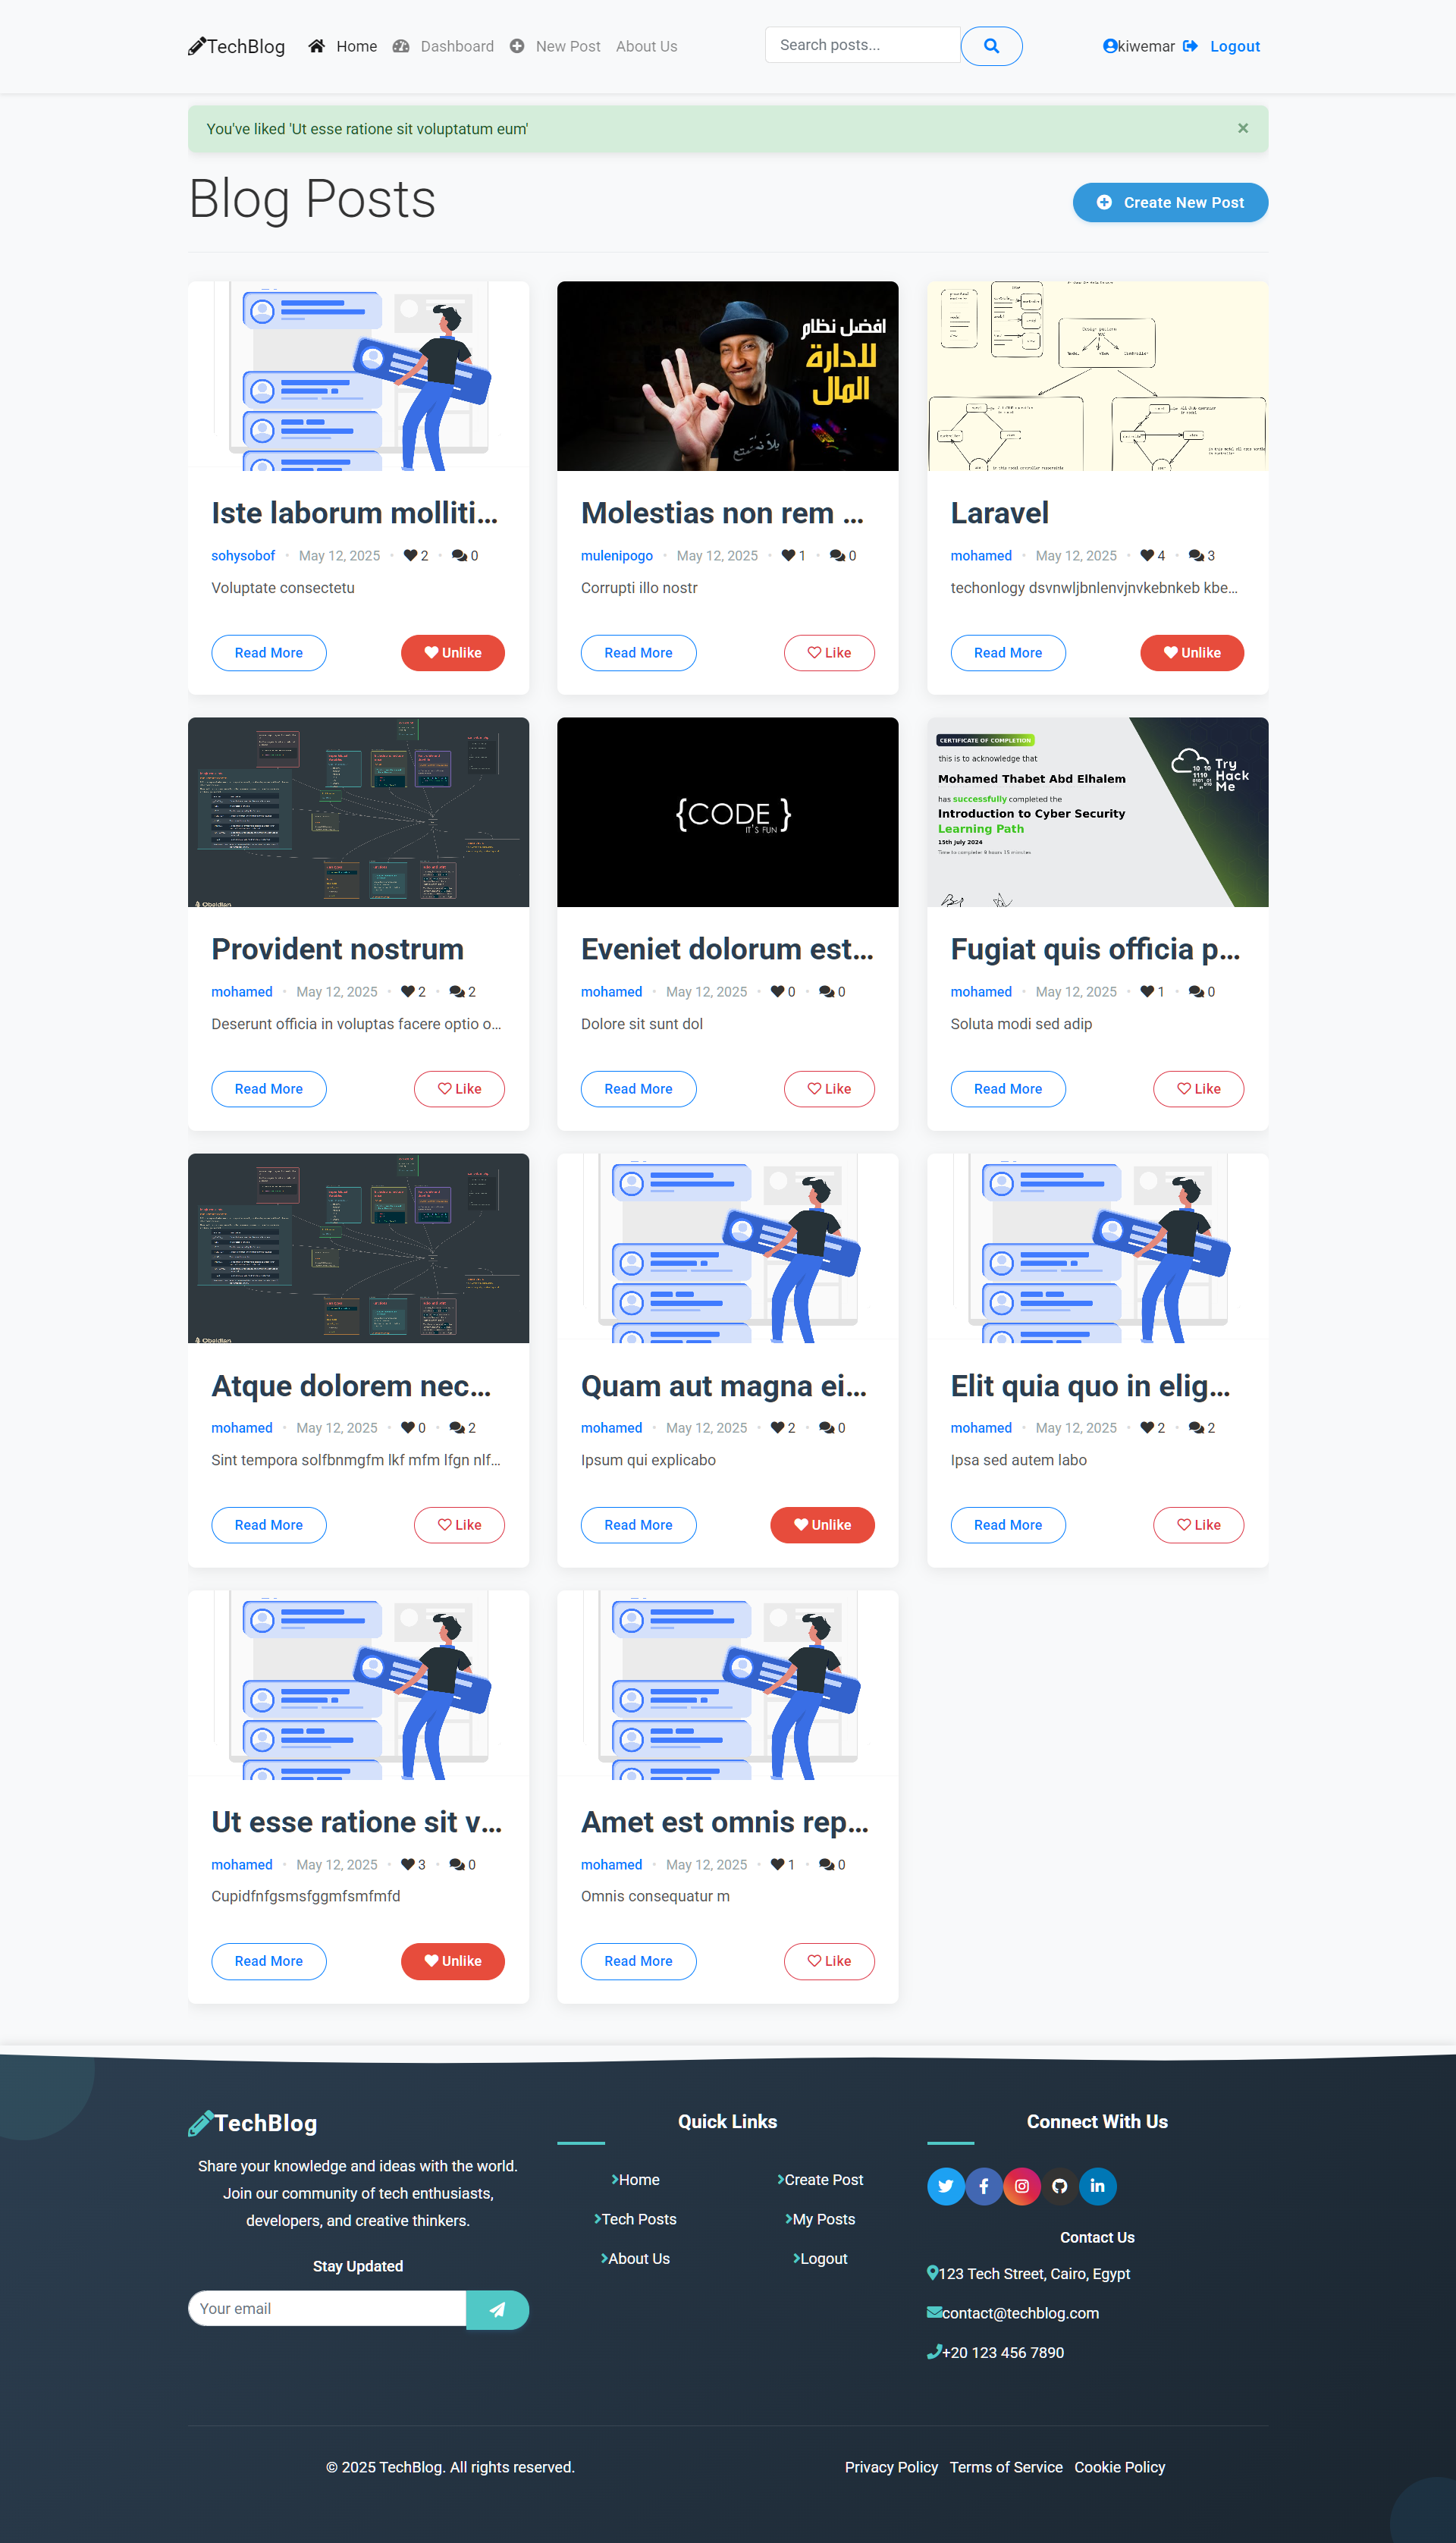 TechBlog Home Dashboard New Post About Us Search posts... kiwemar Logout
You've liked 'Ut esse ratione sit voluptatum eum' ×
Blog Posts Create New Post
افضل نظام
لادارة
المال
Iste laborum molliti...
sohysobof • May 12, 2025 • 2 • 0
Voluptate consectetu
Read More Unlike
Molestias non rem ...
mulenipogo • May 12, 2025 • 1 • 0
Corrupti illo nostr
Read More Like
Laravel
mohamed • May 12, 2025 • 4 • 3
techonlogy dsvnwljbnlenvjnvkebnkeb kbe...
Read More Unlike
Obsidian
Provident nostrum
mohamed • May 12, 2025 • 2 • 2
Deserunt officia in voluptas facere optio o...
Read More Like
{CODE}
IT'S FUN
Eveniet dolorum est...
mohamed • May 12, 2025 • 0 • 0
Dolore sit sunt dol
Read More Like
CERTIFICATE OF COMPLETION
this is to acknowledge that
Mohamed Thabet Abd Elhalem
has successfully completed the
Introduction to Cyber Security
Learning Path
15th July 2024
Time to complete: 8 hours 15 minutes
Try
Hack
Me
Fugiat quis officia p...
mohamed • May 12, 2025 • 1 • 0
Soluta modi sed adip
Read More Like
Obsidian
Atque dolorem nec...
mohamed • May 12, 2025 • 0 • 2
Sint tempora solfbnmgfm lkf mfm lfgn nlf...
Read More Like
Quam aut magna ei...
mohamed • May 12, 2025 • 2 • 0
Ipsum qui explicabo
Read More Unlike
Elit quia quo in elig...
mohamed • May 12, 2025 • 2 • 2
Ipsa sed autem labo
Read More Like
Ut esse ratione sit v...
mohamed • May 12, 2025 • 3 • 0
Cupidfnfgsmsfggmfsmfmfd
Read More Unlike
Amet est omnis rep...
mohamed • May 12, 2025 • 1 • 0
Omnis consequatur m
Read More Like
TechBlog
Share your knowledge and ideas with the world.
Join our community of tech enthusiasts,
developers, and creative thinkers.
Stay Updated
Your email
Quick Links
Home
Tech Posts
About Us
Create Post
My Posts
Logout
Connect With Us
Contact Us
123 Tech Street, Cairo, Egypt
contact@techblog.com
+20 123 456 7890
© 2025 TechBlog. All rights reserved.
Privacy Policy Terms of Service Cookie Policy